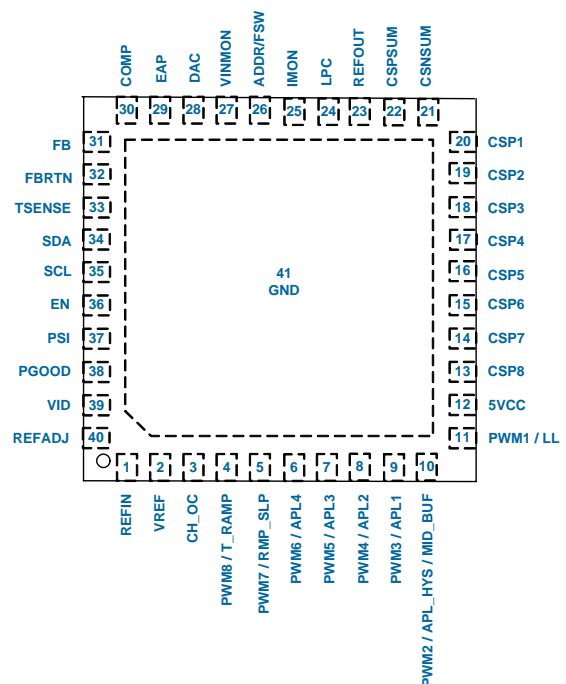 COMP
EAP
DAC
VINMON
ADDR/FSW
IMON
LPC
REFOUT
CSPSUM
CSNSUM
30
29
28
27
26
25
24
23
22
21
FB
31
FBRTN
32
TSENSE
33
SDA
34
SCL
35
EN
36
PSI
37
PGOOD
38
VID
39
REFADJ
40
41
GND
20
CSP1
19
CSP2
18
CSP3
17
CSP4
16
CSP5
15
CSP6
14
CSP7
13
CSP8
12
5VCC
11
PWM1 / LL
1
2
3
4
5
6
7
8
9
10
REFIN
VREF
CH_OC
PWM8 / T_RAMP
PWM7 / RMP_SLP
PWM6 / APL4
PWM5 / APL3
PWM4 / APL2
PWM3 / APL1
PWM2 / APL_HYS / MID_BUF